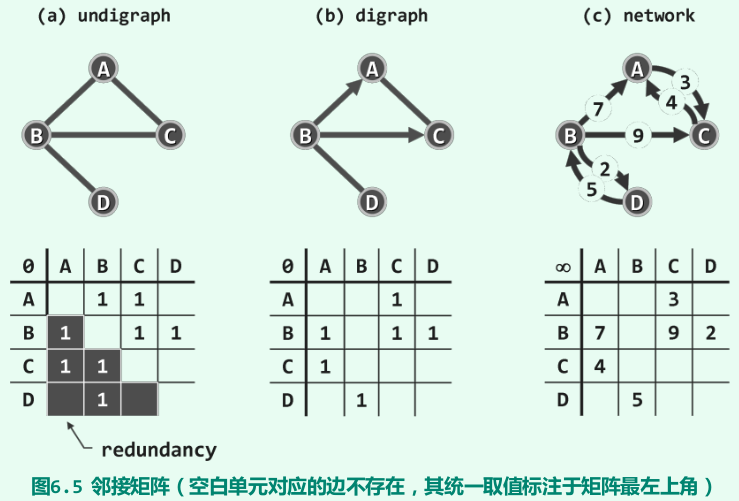 (a) undigraph (b) digraph (c) network
A A A 3
7 4
B C B C B 9 C
2
5
D D D
0 A B C D 0 A B C D ∞ A B C D
A 1 1 A 1 A 3
B 1 1 1 B 1 1 1 B 7 9 2
C 1 1 C 1 C 4
D 1 D 1 D 5
redundancy
图6.5 邻接矩阵（空白单元对应的边不存在，其统一取值标注于矩阵最左上角）